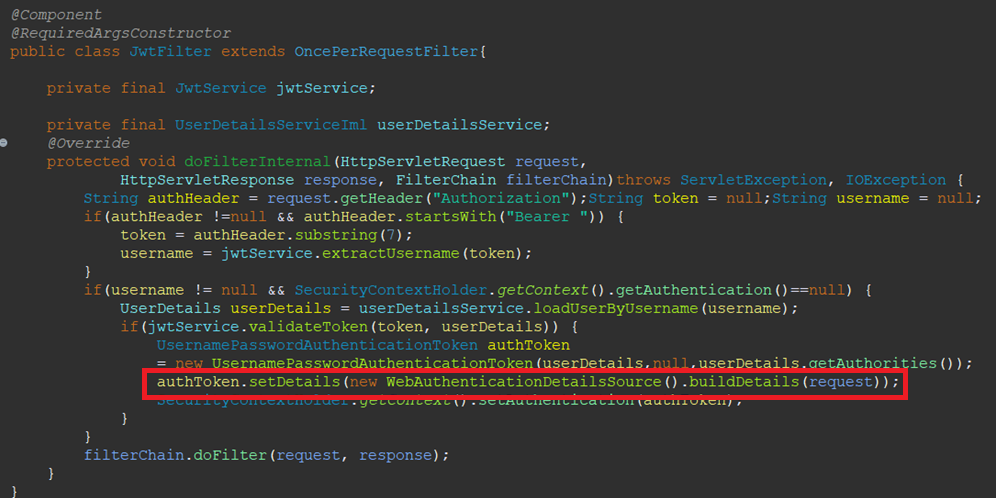 @Component
@RequiredArgsConstructor
public class JwtFilter extends OncePerRequestFilter{
private final JwtService jwtService;
private final UserDetailsServiceIml userDetailsService;
@Override
protected void doFilterInternal(HttpServletRequest request,
HttpServletResponse response, FilterChain filterChain)throws ServletException, IOException {
String authHeader = request.getHeader("Authorization");String token = null;String username = null;
if(authHeader !=null && authHeader.startsWith("Bearer ")) {
token = authHeader.substring(7);
username = jwtService.extractUsername(token);
}
if(username != null && SecurityContextHolder.getContext().getAuthentication()==null) {
UserDetails userDetails = userDetailsService.loadUserByUsername(username);
if(jwtService.validateToken(token, userDetails)) {
UsernamePasswordAuthenticationToken authToken
= new UsernamePasswordAuthenticationToken(userDetails,null,userDetails.getAuthorities());
authToken.setDetails(new WebAuthenticationDetailsSource().buildDetails(request));
SecurityContextHolder.getContext().setAuthentication(authToken);
}
}
filterChain.doFilter(request, response);
}
}